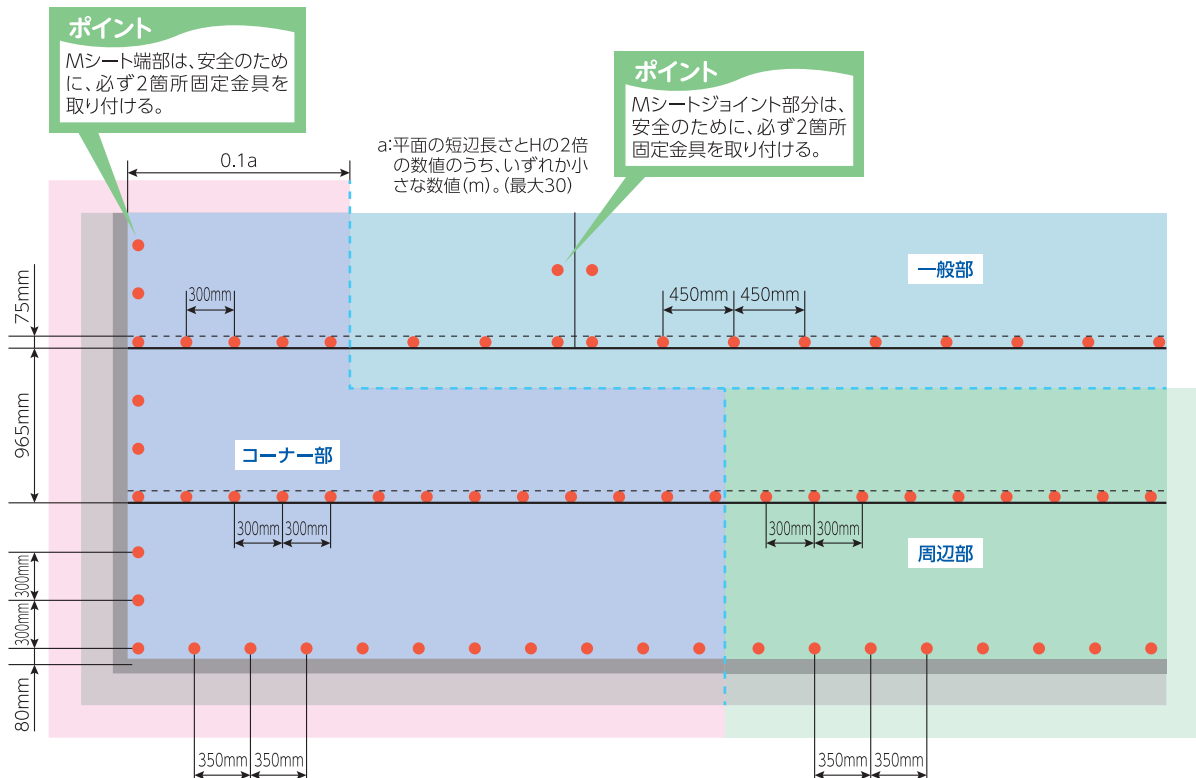 ポイント
Mシート端部は、安全のため
に、必ず2箇所固定金具を
取り付ける。
ポイント
Mシートジョイント部分は、
安全のために、必ず2箇所
固定金具を取り付ける。
a:平面の短辺長さとHの2倍
の数値のうち、いずれか小
さな数値(m)。(最大30)
0.1a
一般部
75mm
300mm
450mm
450mm
965mm
コーナー部
300mm
300mm
300mm
300mm
周辺部
300mm
300mm
80mm
350mm
350mm
350mm
350mm